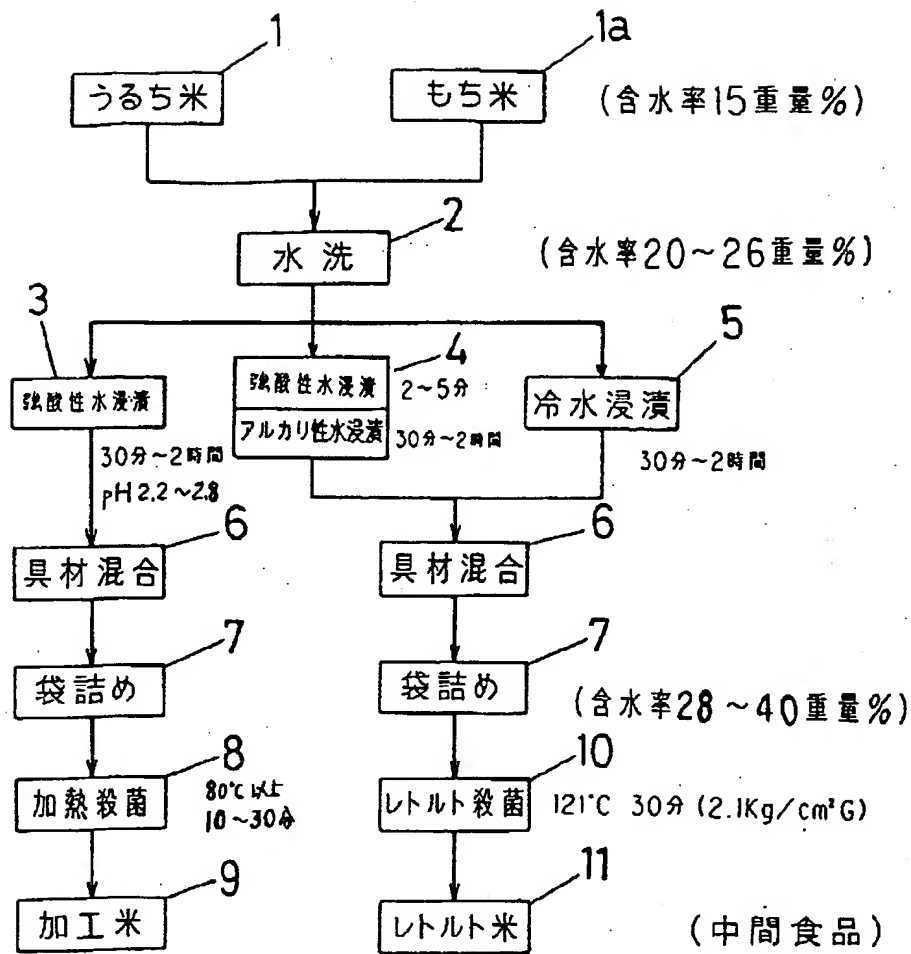 1
1a
うるち米
もち米
(含水率15重量%)
2
水洗
(含水率20～26重量%)
3
4
5
強酸性水浸漬
強酸性水浸漬
2～5分
アルカリ性水浸漬
30分～2時間
冷水浸漬
30分～2時間
30分～2時間
pH2.2～2.8
6
6
具材混合
具材混合
7
7
袋詰め
袋詰め
(含水率28～40重量%)
8
10
加熱殺菌
80℃以上
10～30分
レトルト殺菌
121℃ 30分 (2.1Kg/cm²G)
9
11
加工米
レトルト米
(中間食品)